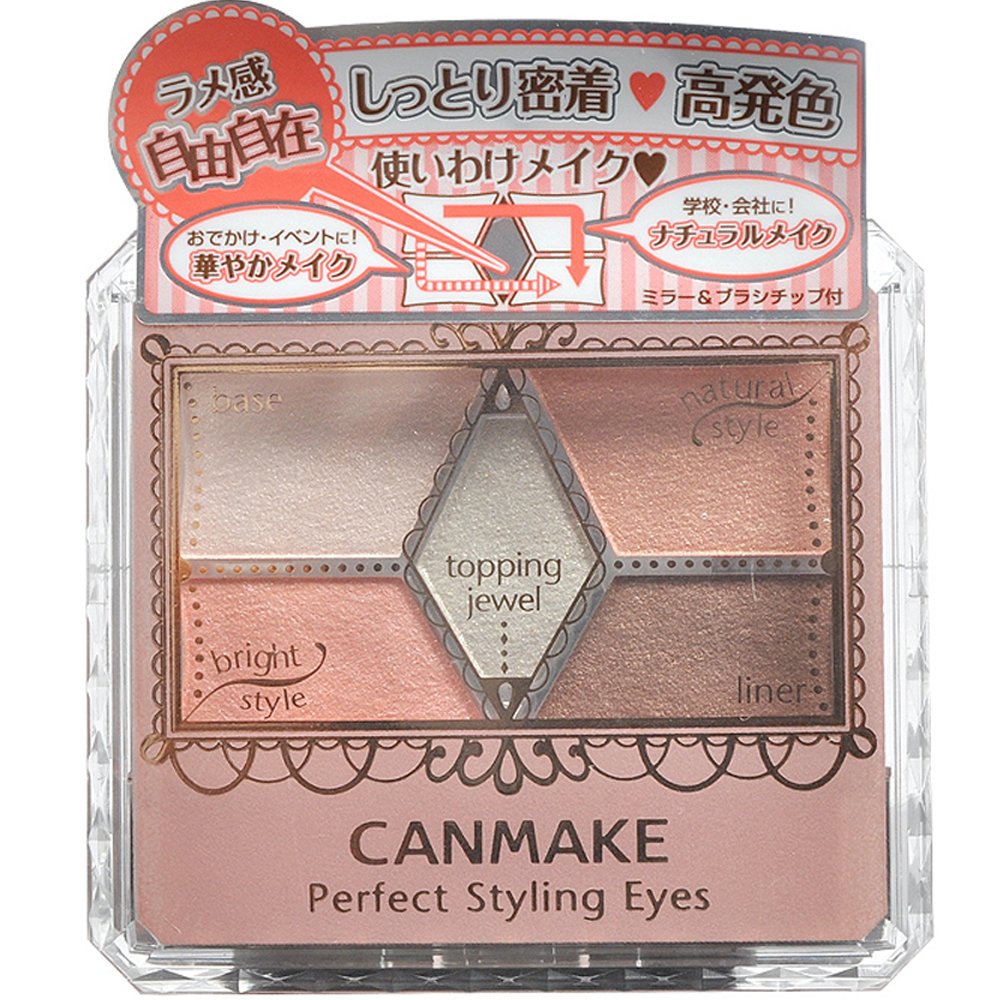 ラメ感
自由自在
しっとり密着♥高発色
使いわけメイク♥
おでかけ・イベントに!
華やかメイク
学校・会社に!
ナチュラルメイク
ミラー&ブラシチップ付
base
natural
style
topping
jewel
bright
style
liner
CANMAKE
Perfect Styling Eyes